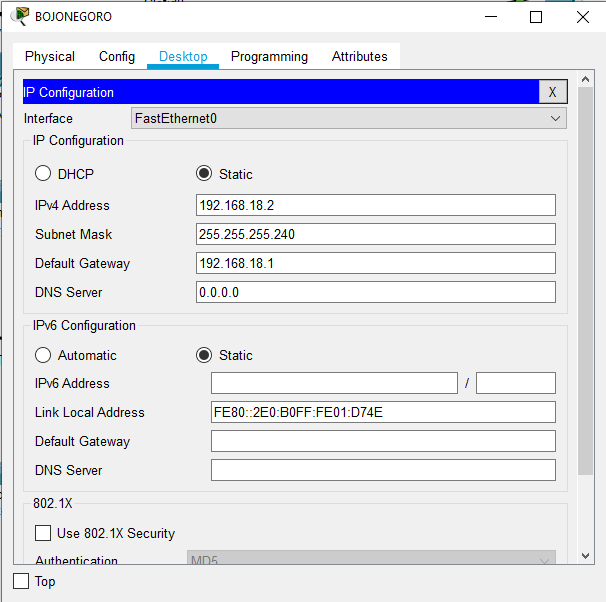 BOJONEGORO
Physical Config Desktop Programming Attributes
IP Configuration X
Interface FastEthernet0
IP Configuration
DHCP Static
IPv4 Address 192.168.18.2
Subnet Mask 255.255.255.240
Default Gateway 192.168.18.1
DNS Server 0.0.0.0
IPv6 Configuration
Automatic Static
IPv6 Address /
Link Local Address FE80::2E0:B0FF:FE01:D74E
Default Gateway
DNS Server
802.1X
Use 802.1X Security
Authentication MD5
Top